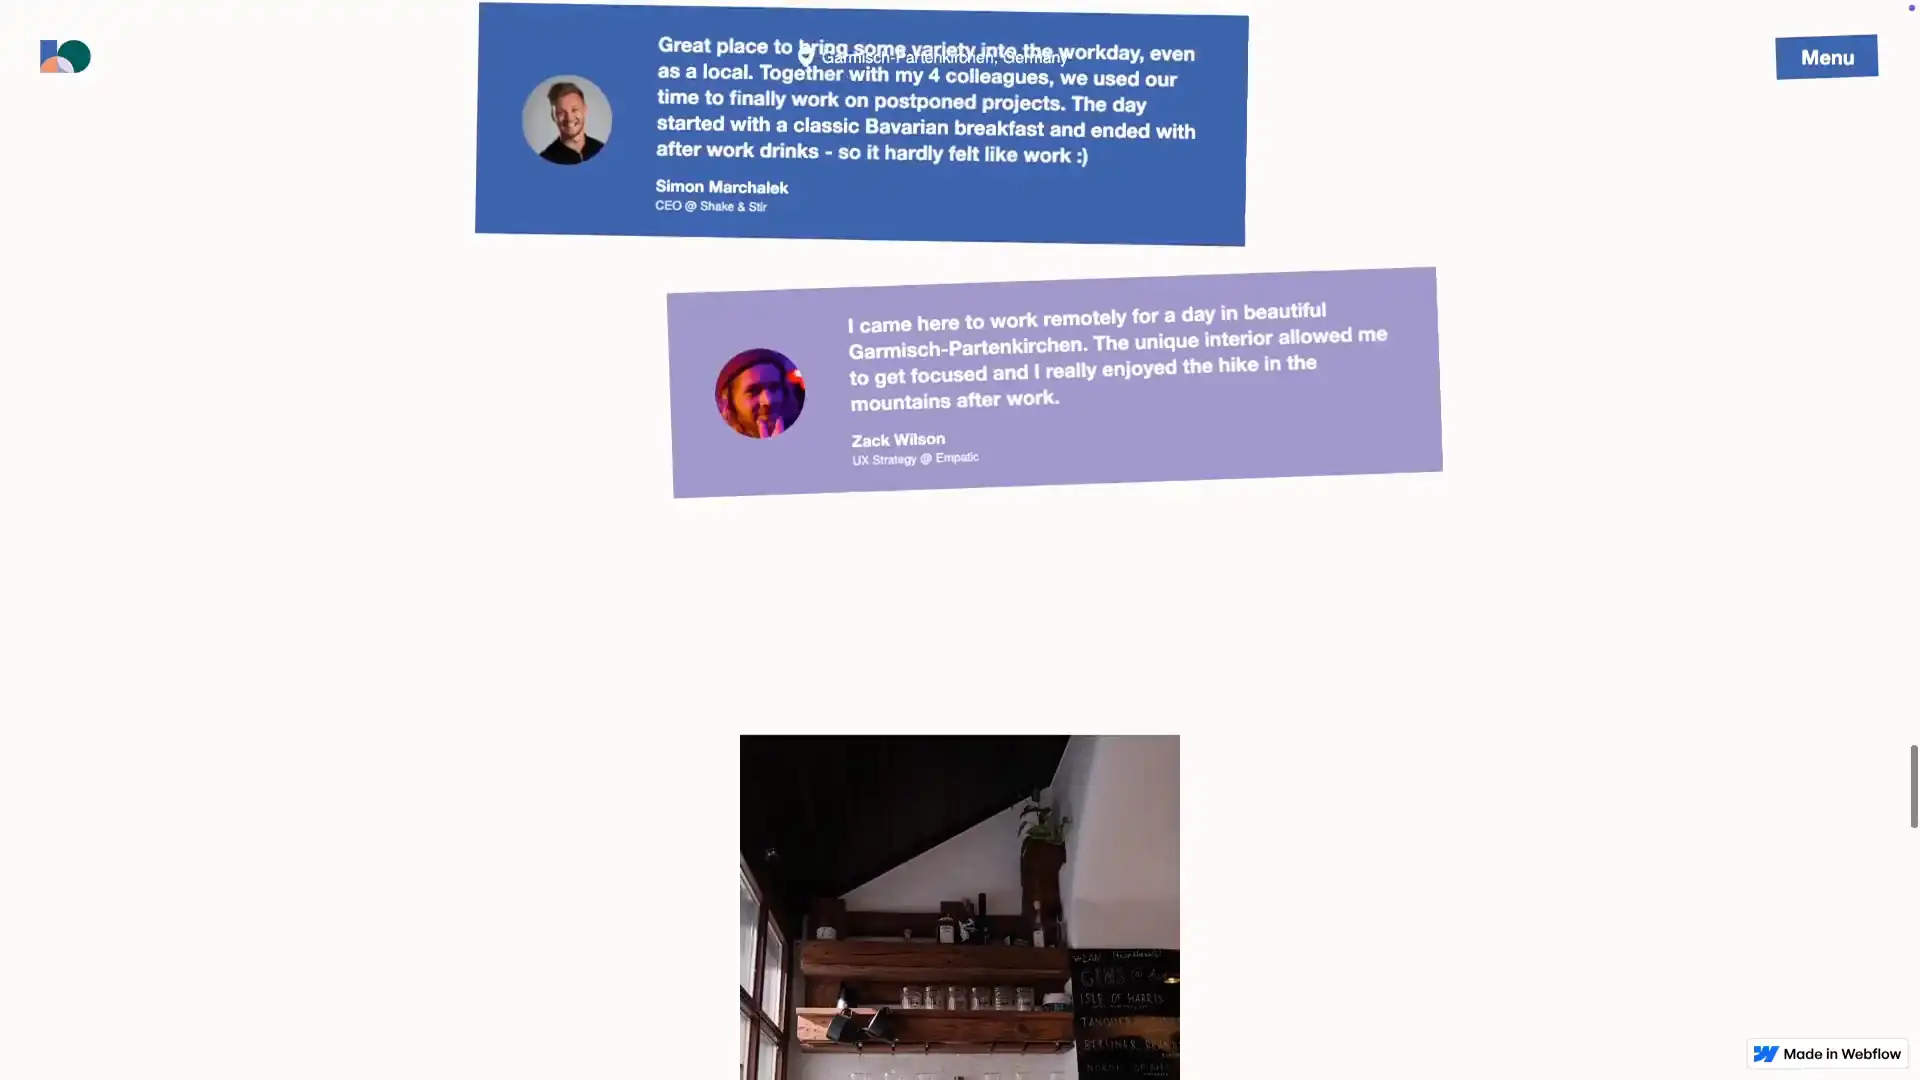 Great place to bring some variety into the workday, even
as a local. Together with my 4 colleagues, we used our
time to finally work on postponed projects. The day
started with a classic Bavarian breakfast and ended with
after work drinks - so it hardly felt like work :)
Simon Marchalek
CEO @ Shake & Stir
Garmisch-Partenkirchen, Germany
Menu
I came here to work remotely for a day in beautiful
Garmisch-Partenkirchen. The unique interior allowed me
to get focused and I really enjoyed the hike in the
mountains after work.
Zack Wilson
UX Strategy @ Empatic
GINS @
ISLE OF HARRIS
Made in Webflow